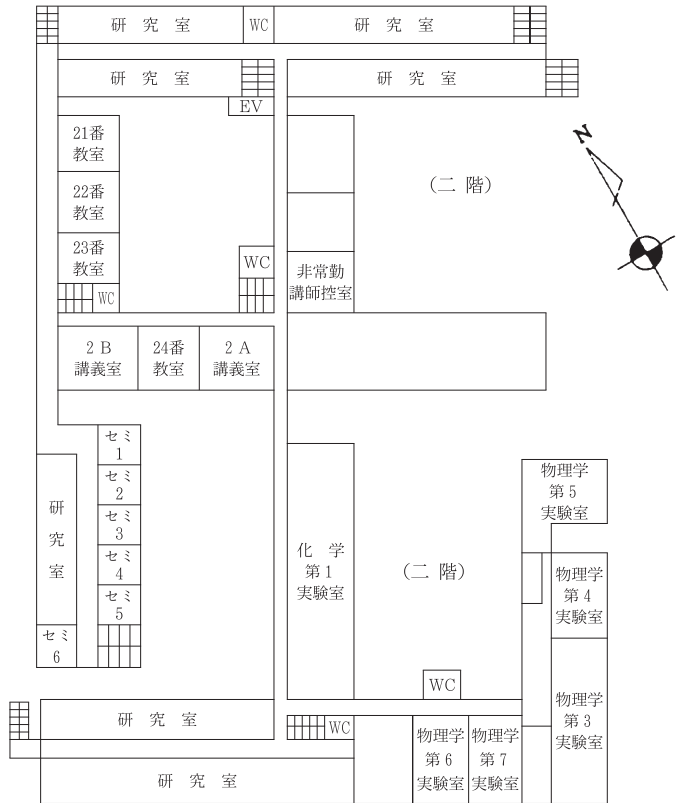 研 究 室
WC
研 究 室
研 究 室
研 究 室
EV
21番
教室
22番
教室
23番
教室
WC
WC
非常勤
講師控室
(二 階)
N
2 B
講義室
24番
教室
2 A
講義室
セ ミ
1
セ ミ
2
セ ミ
3
セ ミ
4
セ ミ
5
研
究
室
セ ミ
6
化 学
第 1
実験室
(二 階)
物理学
第 5
実験室
物理学
第 4
実験室
物理学
第 3
実験室
WC
研 究 室
WC
物理学
第 6
実験室
物理学
第 7
実験室
研 究 室